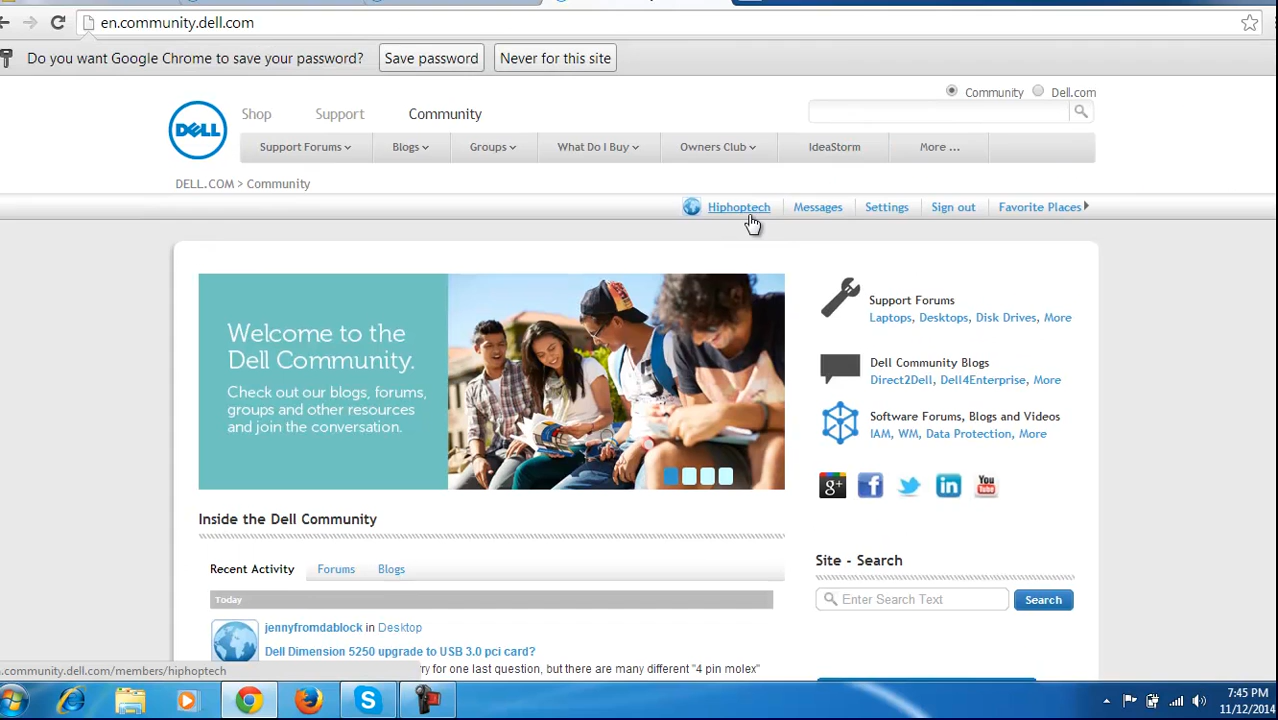 en.community.dell.com
Do you want Google Chrome to save your password? Save password Never for this site
Community Dell.com
DELL Shop Support Community
Support Forums Blogs Groups What Do I Buy Owners Club IdeaStorm More ...
DELL.COM > Community
Hiphoptech Messages Settings Sign out Favorite Places
Welcome to the
Dell Community.
Check out our blogs, forums,
groups and other resources
and join the conversation.
Support Forums
Laptops, Desktops, Disk Drives, More
Dell Community Blogs
Direct2Dell, Dell4Enterprise, More
Software Forums, Blogs and Videos
IAM, WM, Data Protection, More
g+ f in You Tube
Inside the Dell Community
Recent Activity Forums Blogs
Today
jennyfromdablock in Desktop
Dell Dimension 5250 upgrade to USB 3.0 pci card?
ry for one last question, but there are many different "4 pin molex"
Site - Search
Enter Search Text Search
n.community.dell.com/members/hiphoptech
7:45 PM
11/12/2014